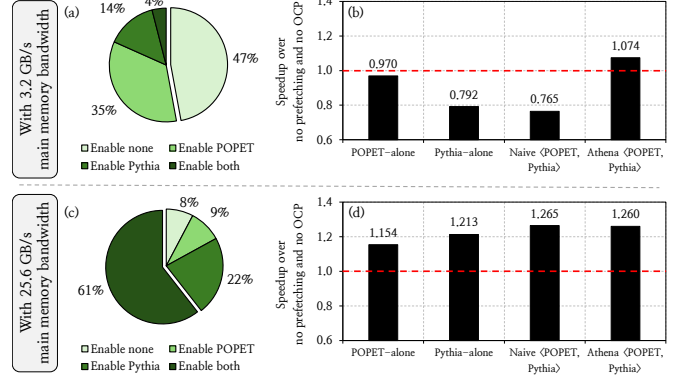 With 3.2 GB/s
main memory bandwidth
(a)
14%
4%
47%
35%
Enable none
Enable POPET
Enable Pythia
Enable both
(b)
Speedup over
no prefetching and no OCP
1.4
1.2
1.0
0.8
0.6
0.970
0.792
0.765
1.074
POPET-alone
Pythia-alone
Naive ⟨POPET,
Pythia⟩
Athena ⟨POPET,
Pythia⟩
With 25.6 GB/s
main memory bandwidth
(c)
8%
9%
22%
61%
Enable none
Enable POPET
Enable Pythia
Enable both
(d)
Speedup over
no prefetching and no OCP
1.4
1.2
1.0
0.8
0.6
1.154
1.213
1.265
1.260
POPET-alone
Pythia-alone
Naive ⟨POPET,
Pythia⟩
Athena ⟨POPET,
Pythia⟩